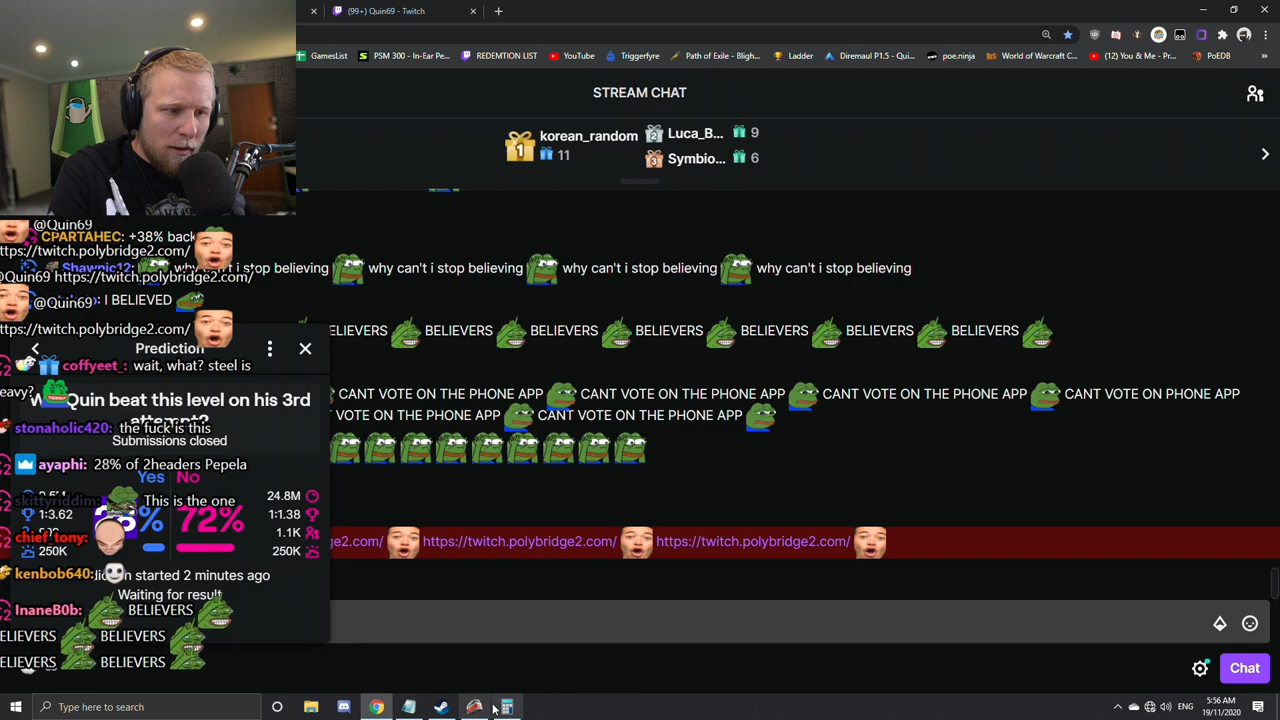 (99+) Quin69 - Twitch
GamesList
PSM 300 - In-Ear Pe...
REDEMTION LIST
YouTube
Triggerfyre
Path of Exile - Bligh...
Ladder
Diremaul P1.5 - Qui...
poe.ninja
World of Warcraft C...
(12) You & Me - Pr...
PoEDB
STREAM CHAT
korean_random
11
Luca_B... 9
Symbio... 6
@Quin69
CPARTAHEC: +38% back
https://twitch.polybridge2.com/
Shawnic12: why can't i stop believing why can't i stop believing why can't i stop believing why can't i stop believing
@Quin69 https://twitch.polybridge2.com/
@Quin69
I BELIEVED
https://twitch.polybridge2.com/
ELIEVERS BELIEVERS BELIEVERS BELIEVERS BELIEVERS BELIEVERS BELIEVERS
Prediction
coffyeet_: wait, what? steel is
eavy?
Quin beat this level on his 3rd
attempt?
CANT VOTE ON THE PHONE APP CANT VOTE ON THE PHONE APP CANT VOTE ON THE PHONE APP CANT VOTE ON PHONE APP
VOTE ON THE PHONE APP CANT VOTE ON THE PHONE APP
stonaholic420: the fuck is this
Submissions closed
ayaphi: 28% of 2headers Pepela
Yes No
skittyriddim: This is the one
24.8M
1:3.62
% 72%
1:1.38
1.1K
chief_tony:
250K
250K
e2.com/ https://twitch.polybridge2.com/ https://twitch.polybridge2.com/
kenbob640:
started 2 minutes ago
Waiting for result
InaneB0b: BELIEVERS
ELIEVERS BELIEVERS
ELIEVERS BELIEVERS
Chat
Type here to search
5:56 AM
19/11/2020